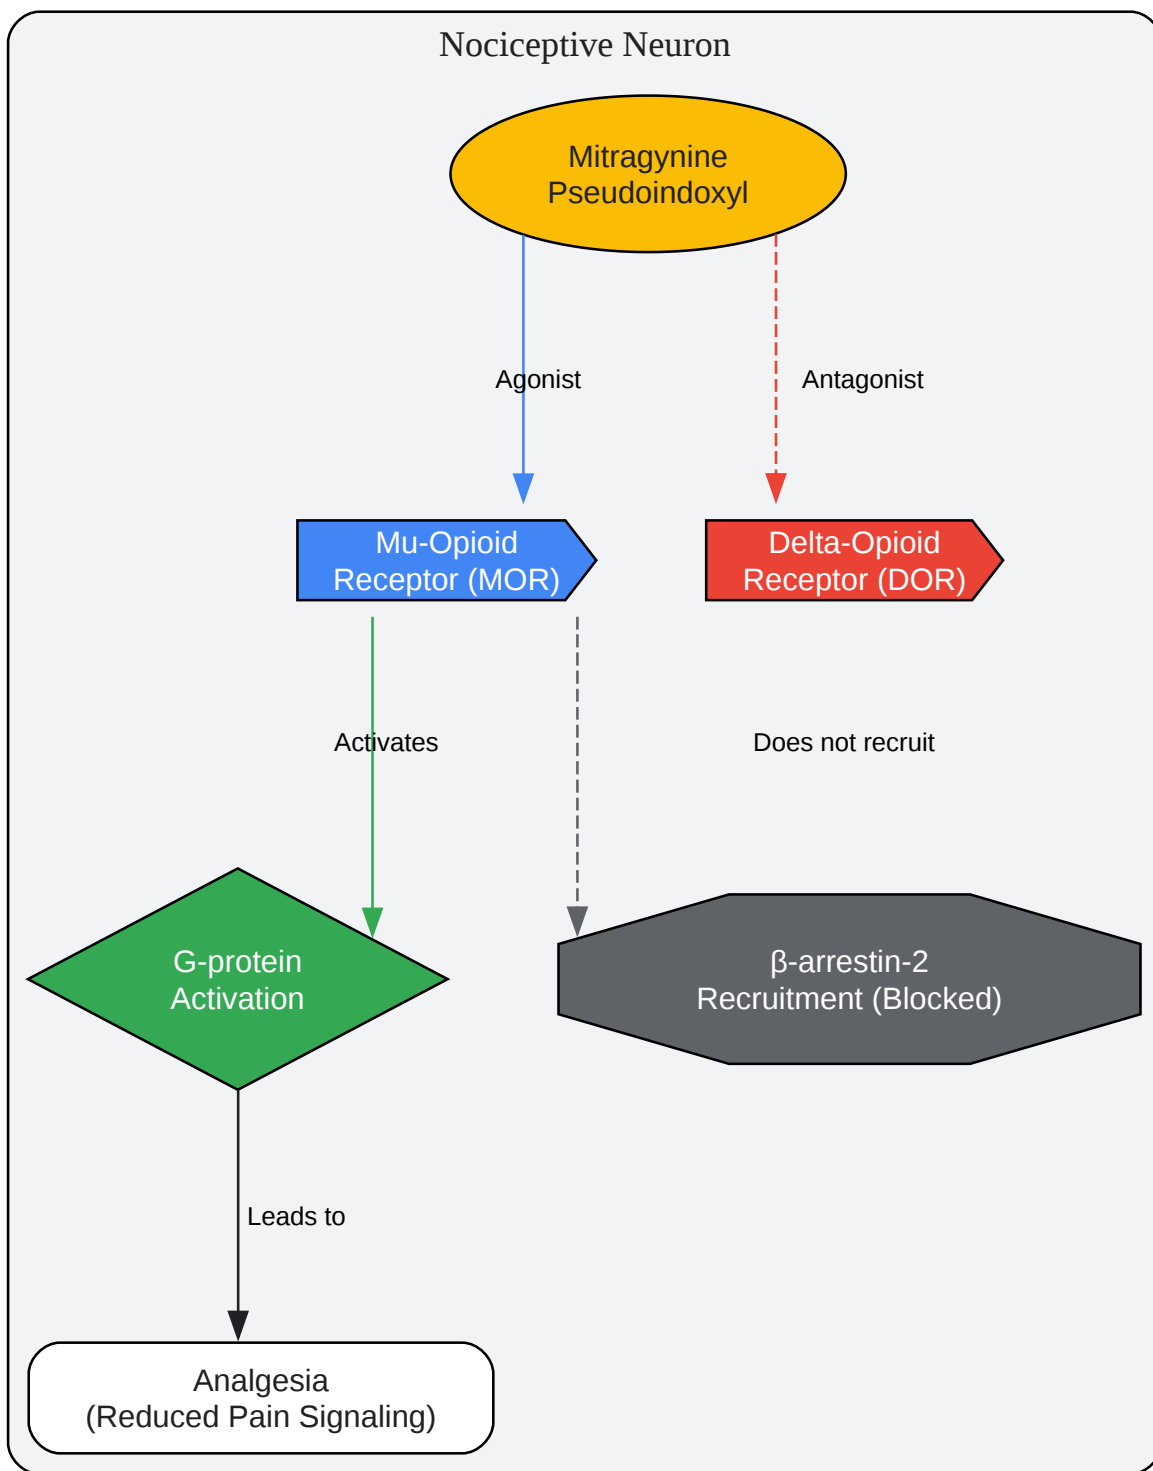 Nociceptive Neuron
Mitragynine
Pseudoindoxyl
Agonist
Antagonist
Mu-Opioid
Receptor (MOR)
Delta-Opioid
Receptor (DOR)
Activates
Does not recruit
G-protein
Activation
β-arrestin-2
Recruitment (Blocked)
Leads to
Analgesia
(Reduced Pain Signaling)